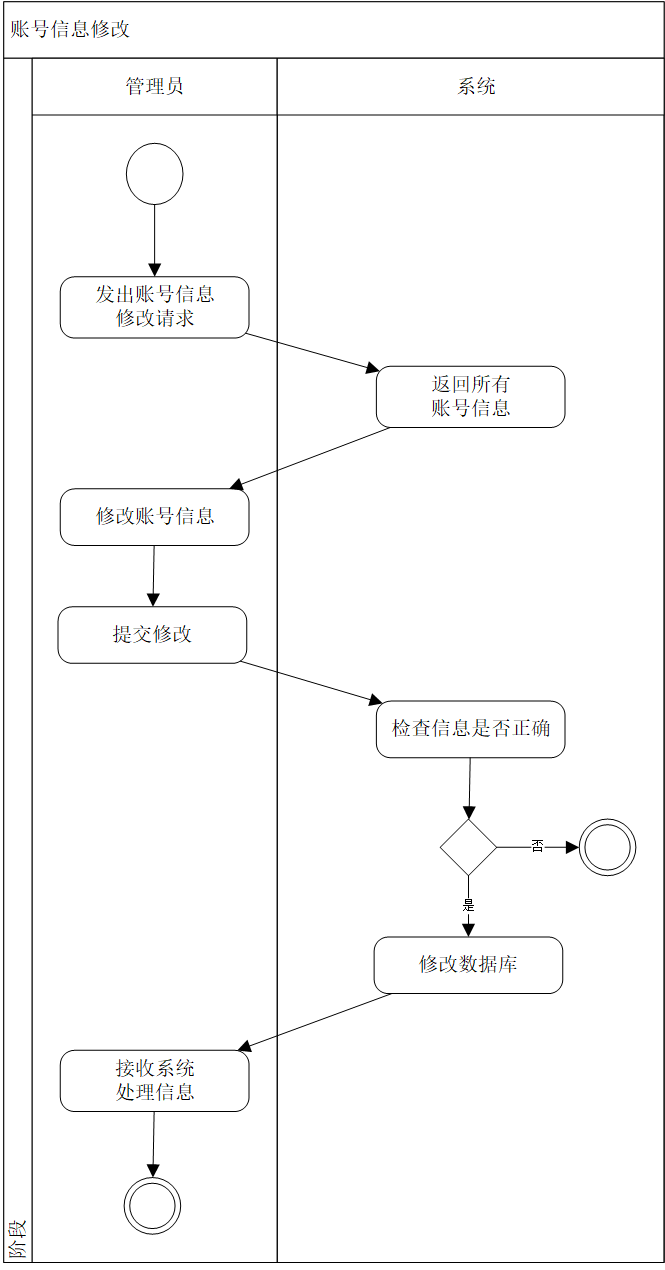 账号信息修改
管理员
系统
发出账号信息
修改请求
返回所有
账号信息
修改账号信息
提交修改
检查信息是否正确
否
是
修改数据库
接收系统
处理信息
阶段